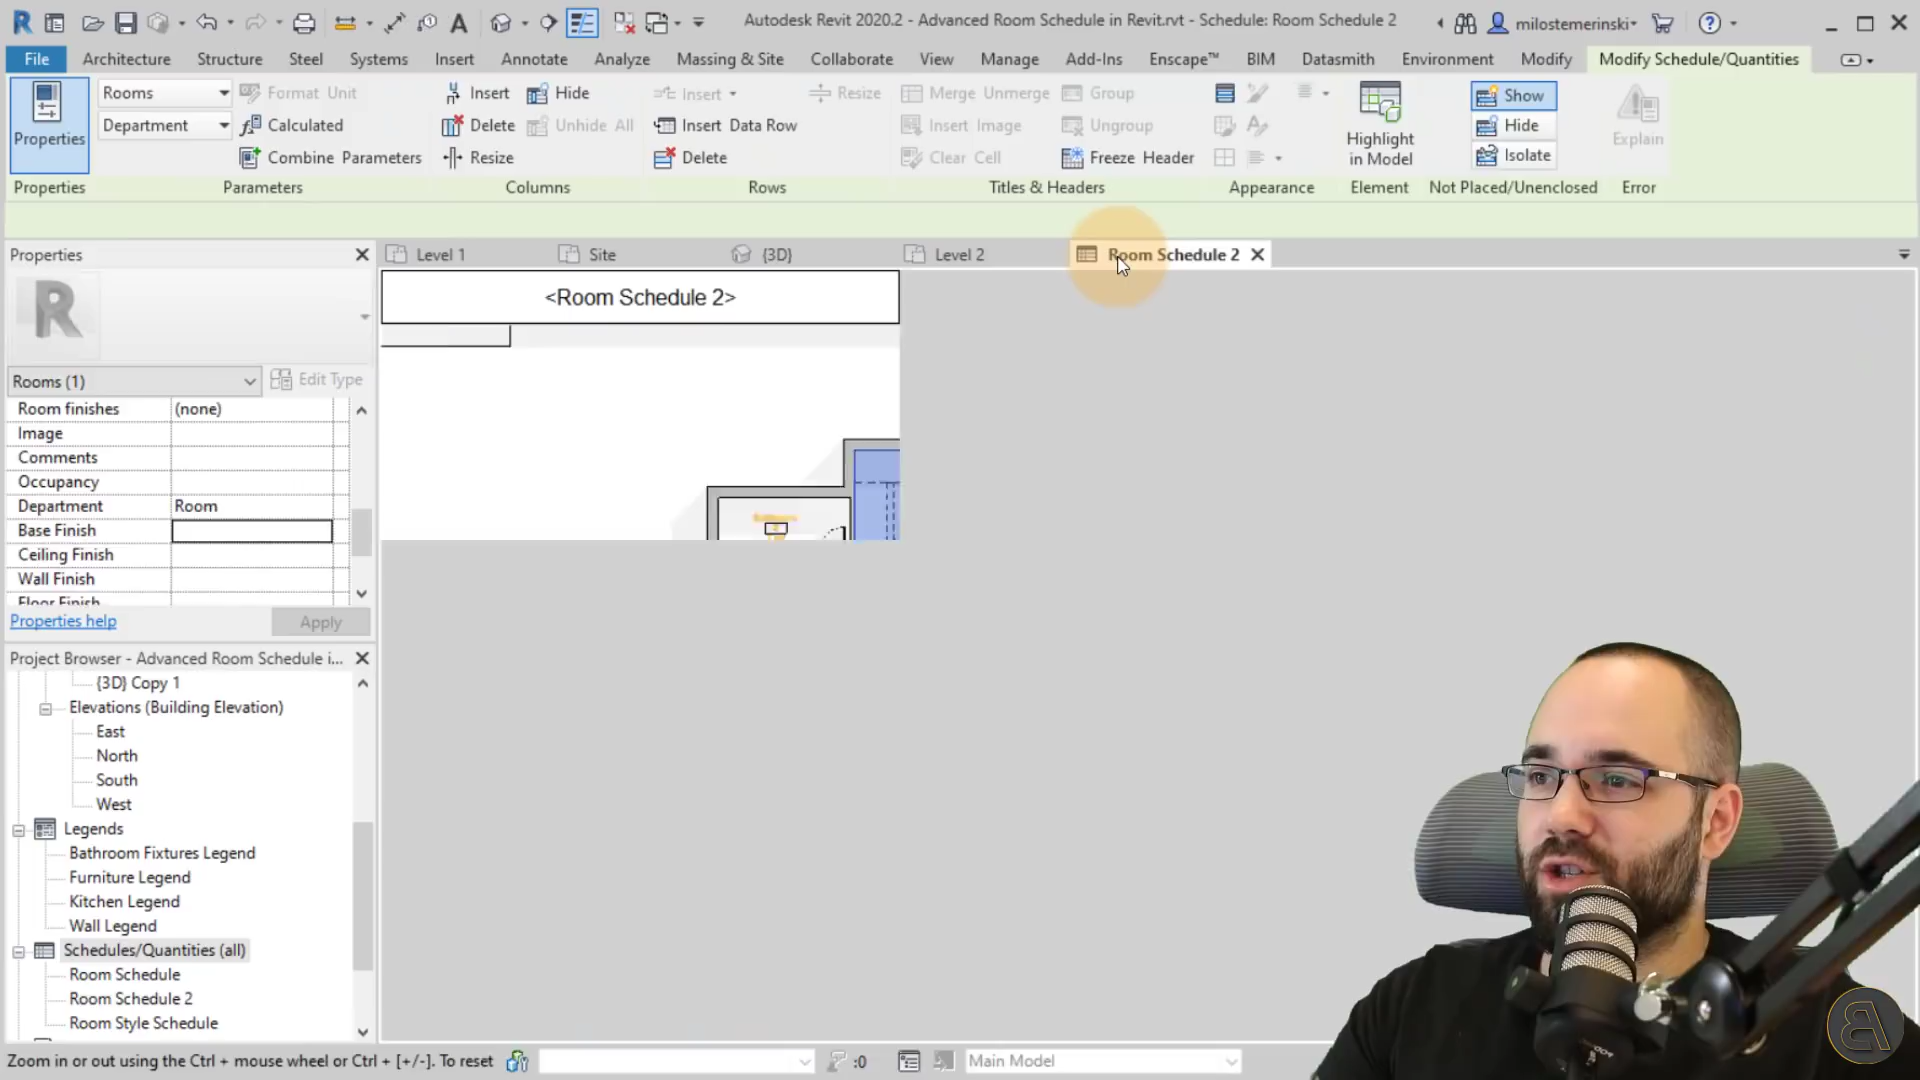 Autodesk Revit 2020.2 - Advanced Room Schedule in Revit.rvt - Schedule: Room Schedule 2
milostemerinski
File Architecture Structure Steel Systems Insert Annotate Analyze Massing & Site Collaborate View Manage Add-Ins Enscape™ BIM Datasmith Environment Modify Modify Schedule/Quantities
Rooms Format Unit Insert Hide Insert Resize Merge Unmerge Group Show
Properties Department Calculated Delete Unhide All Insert Data Row Insert Image Ungroup Highlight in Model Hide Explain
Combine Parameters Resize Delete Clear Cell Freeze Header Isolate
Properties Parameters Columns Rows Titles & Headers Appearance Element Not Placed/Unenclosed Error
Properties
Level 1 Site {3D} Level 2 Room Schedule 2
<Room Schedule 2>
Rooms (1) Edit Type
Room finishes (none)
Image
Comments
Occupancy
Department Room
Base Finish
Ceiling Finish
Wall Finish
Floor Finish
Properties help Apply
Project Browser - Advanced Room Schedule i...
{3D} Copy 1
Elevations (Building Elevation)
East
North
South
West
Legends
Bathroom Fixtures Legend
Furniture Legend
Kitchen Legend
Wall Legend
Schedules/Quantities (all)
Room Schedule
Room Schedule 2
Room Style Schedule
Zoom in or out using the Ctrl + mouse wheel or Ctrl + [+/-]. To reset :0 Main Model